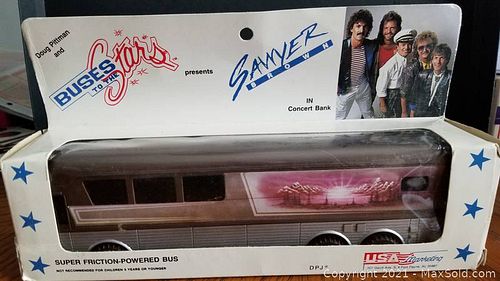 Doug Pittman
and
BUSES
TO THE
Stars
presents
SAWYER
BROWN
IN
Concert Bank
SUPER FRICTION-POWERED BUS
NOT RECOMMENDED FOR CHILDREN 3 YEARS OR YOUNGER
DPJ
USA
Marketing
Copyright © 2021 - MaxSold.com